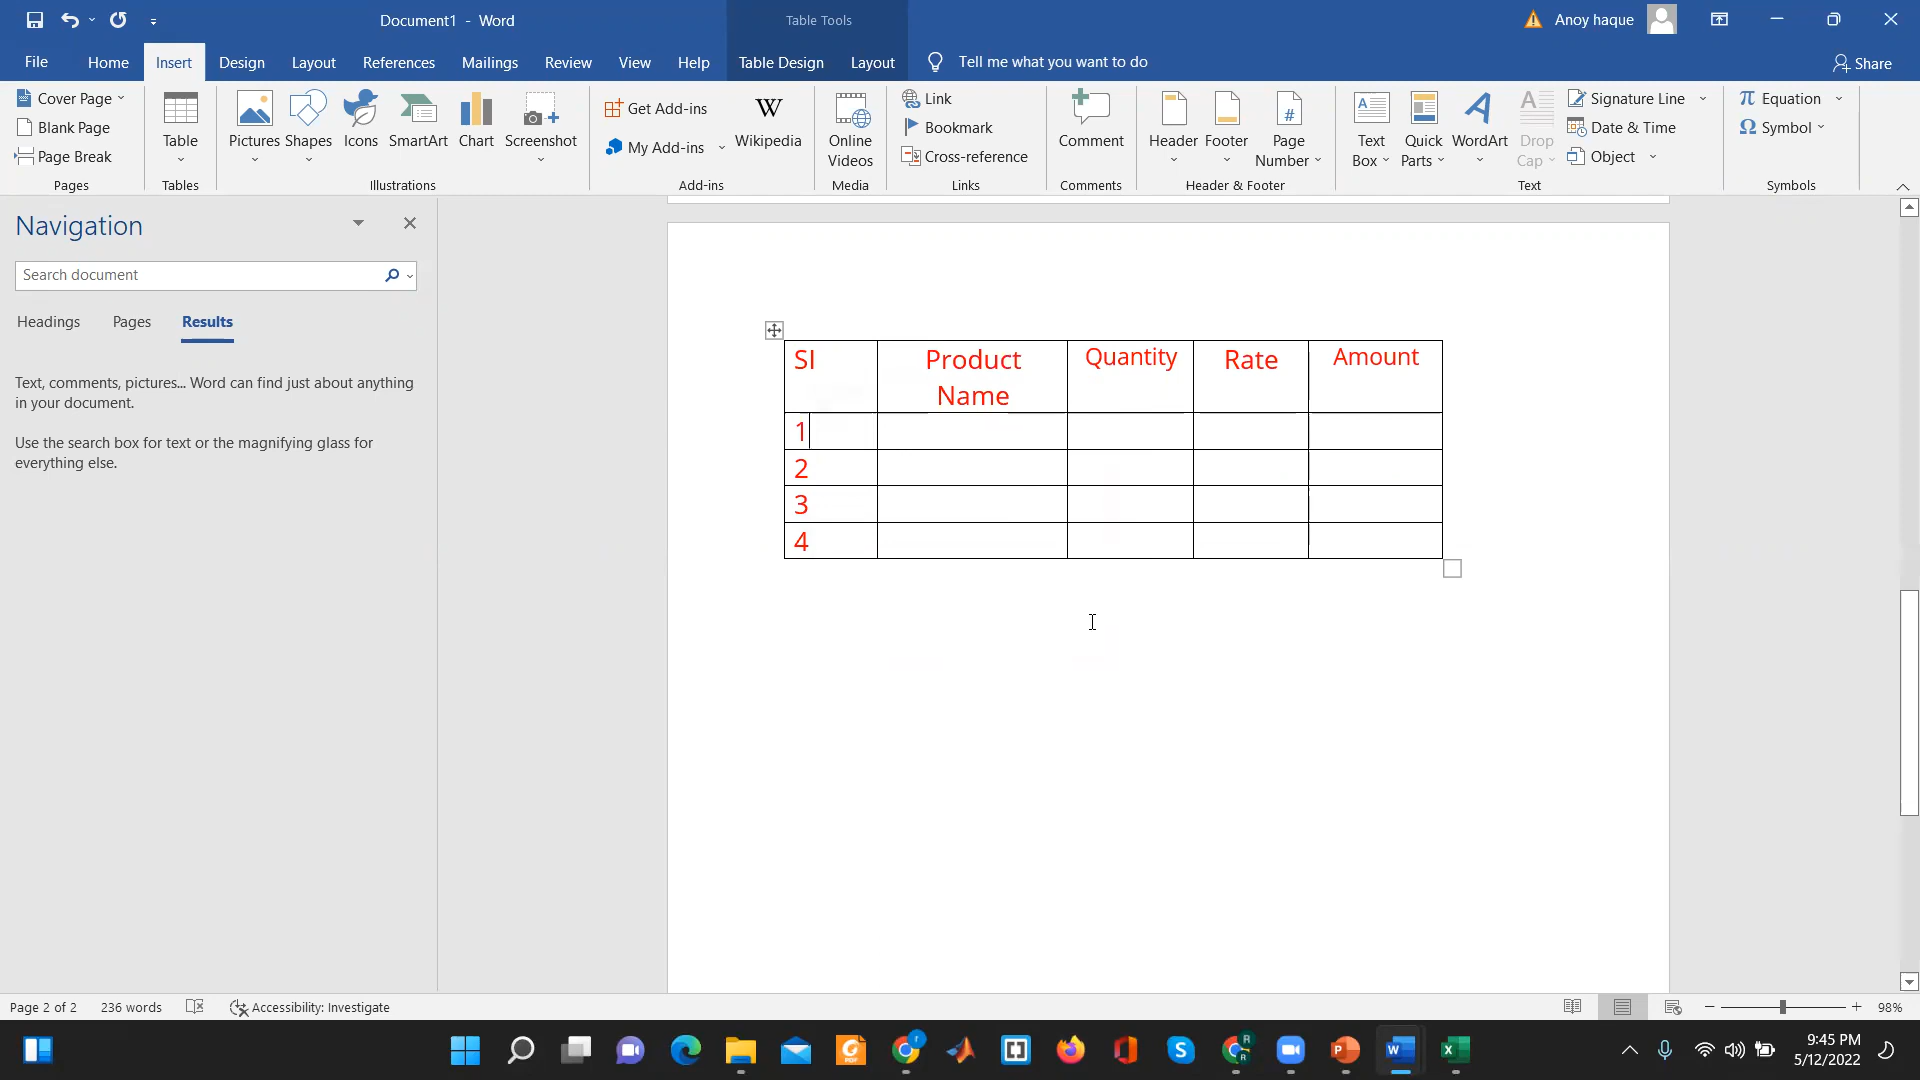 Document1 - Word
Table Tools
Anoy haque
File Home Insert Design Layout References Mailings Review View Help Table Design Layout Tell me what you want to do Share
Cover Page
Blank Page
Page Break
Pages
Table
Tables
Pictures Shapes Icons SmartArt Chart Screenshot
Illustrations
Get Add-ins
My Add-ins
Wikipedia
Add-ins
Online
Videos
Media
Link
Bookmark
Cross-reference
Links
Comment
Comments
Header Footer Page
Number
Header & Footer
Text
Box
Quick
Parts
WordArt
Drop
Cap
Signature Line
Date & Time
Object
Text
Equation
Symbol
Symbols
Navigation
Search document
Headings Pages Results
Text, comments, pictures... Word can find just about anything
in your document.
Use the search box for text or the magnifying glass for
everything else.
Sl Product Quantity Rate Amount
Name
1
2
3
4
Page 2 of 2 236 words Accessibility: Investigate
98%
9:45 PM
5/12/2022